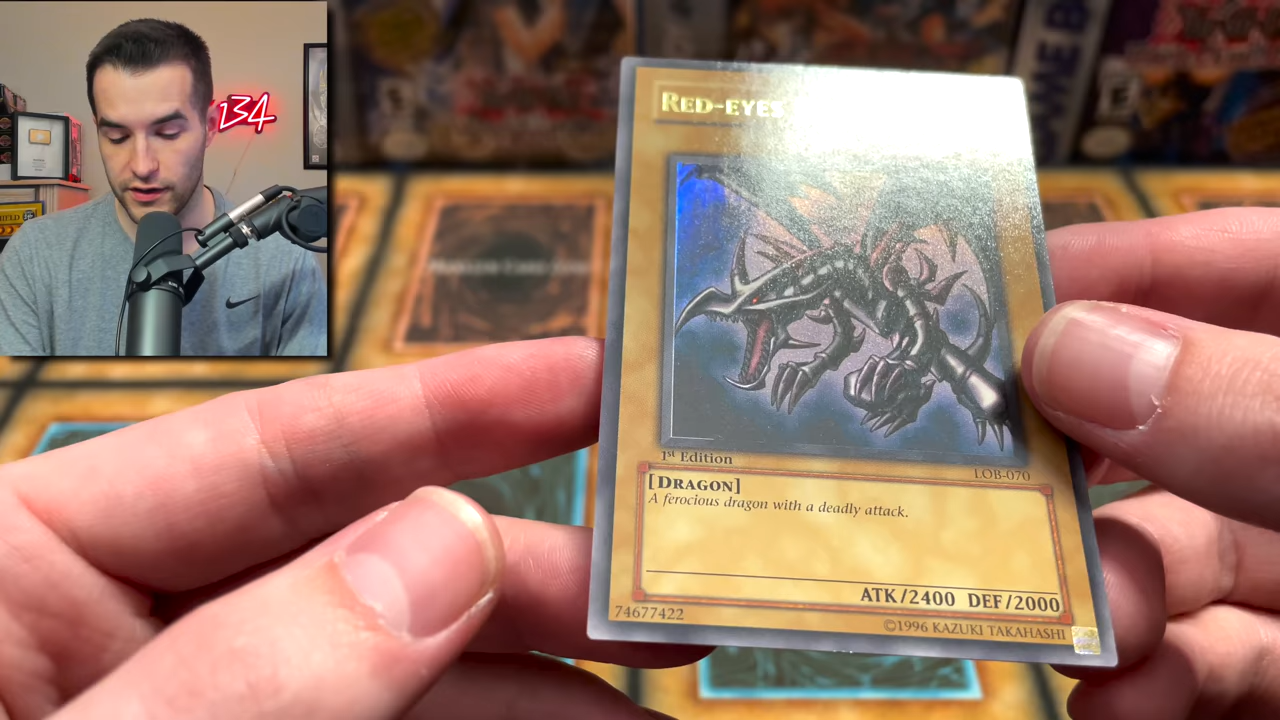 134
RED-EYES
1st Edition
LOB-070
[DRAGON]
A ferocious dragon with a deadly attack.
ATK/2400 DEF/2000
74677422
©1996 KAZUKI TAKAHASHI